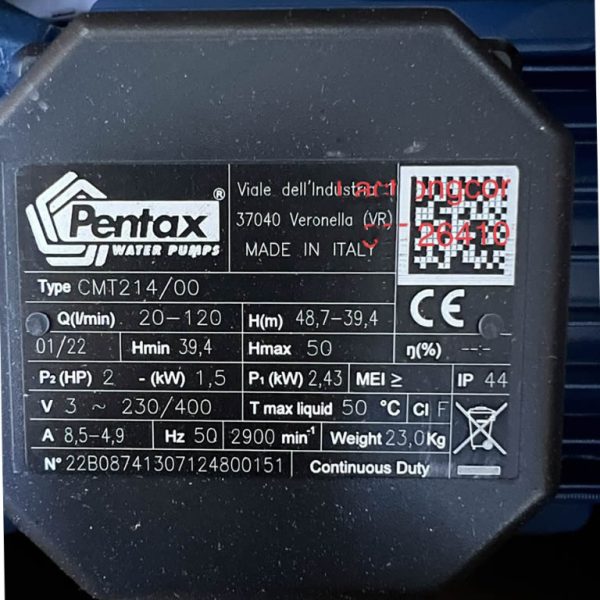 Pentax®
WATER PUMPS
Viale dell'Industria 1
37040 Veronella (VR)
MADE IN ITALY
26410
Type CMT214/00
Q(l/min) 20-120 H(m) 48,7-39,4
01/22 Hmin 39,4 Hmax 50 η(%) --.-
P2 (HP) 2 - (kW) 1,5 P1 (kW) 2,43 MEI ≥ IP 44
V 3 ~ 230/400 T max liquid 50 °C Cl F
A 8,5-4,9 Hz 50 2900 min⁻¹ Weight 23,0 Kg
N° 22B08741307124800151 Continuous Duty
CE